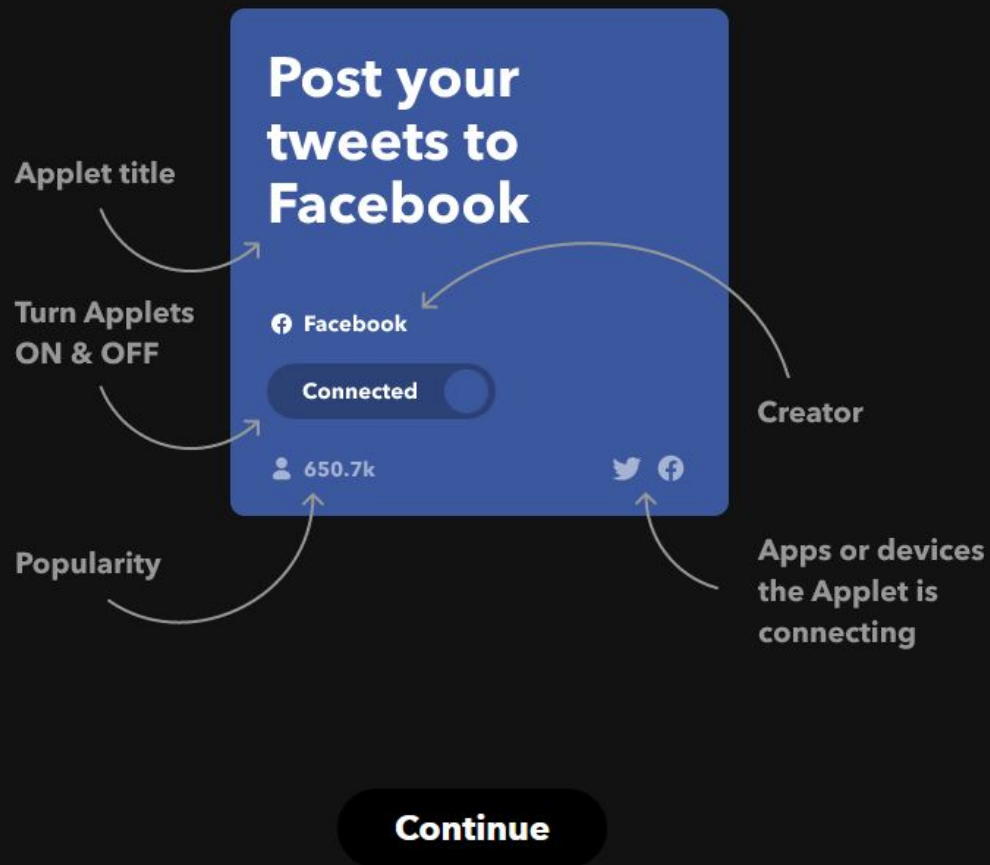 Post your
tweets to
Facebook
Applet title
Turn Applets
ON & OFF
Facebook
Connected
Creator
650.7k
Popularity
Apps or devices
the Applet is
connecting
Continue